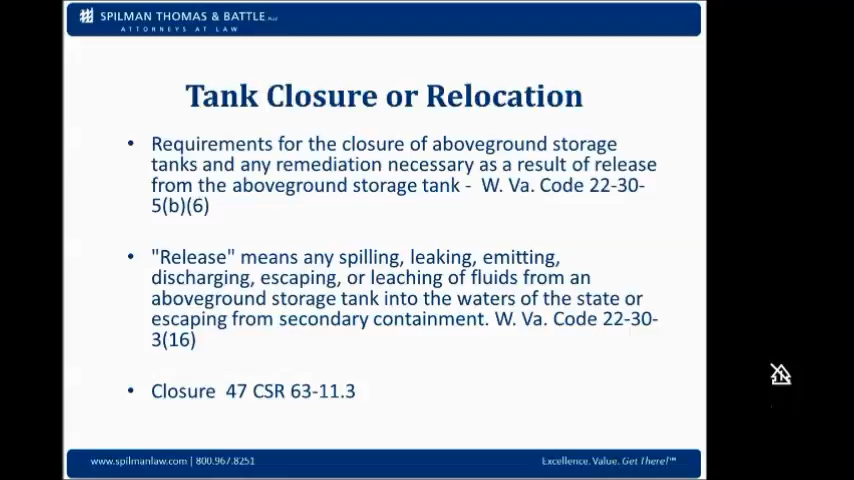 SPILMAN THOMAS & BATTLE PLLC
ATTORNEYS AT LAW
Tank Closure or Relocation
• Requirements for the closure of aboveground storage
tanks and any remediation necessary as a result of release
from the aboveground storage tank - W. Va. Code 22-30-
5(b)(6)
• "Release" means any spilling, leaking, emitting,
discharging, escaping, or leaching of fluids from an
aboveground storage tank into the waters of the state or
escaping from secondary containment. W. Va. Code 22-30-
3(16)
• Closure 47 CSR 63-11.3
www.spilmanlaw.com | 800.967.8251
Excellence. Value. Get There!™